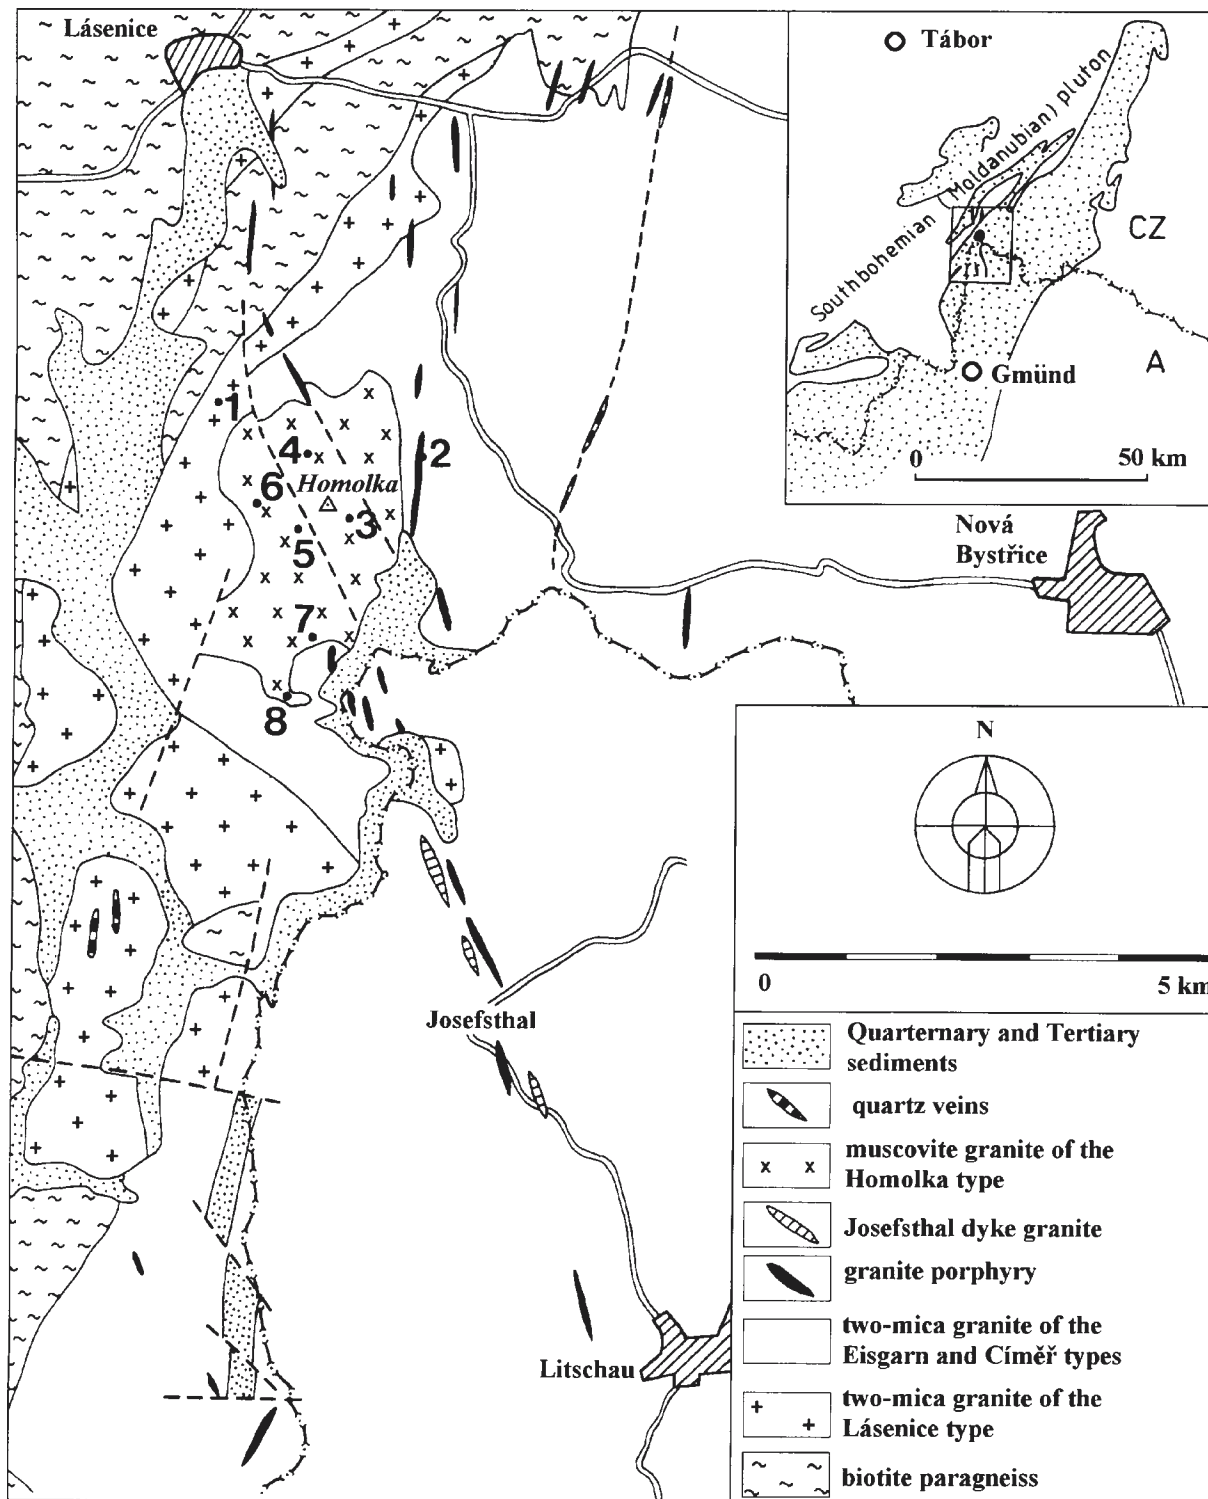 Lásenice
Tábor
Southbohemian
Moldanubian) pluton
CZ
A
Gmünd
0
50 km
1
2
4
6
Homolka
3
5
7
8
Nová
Bystřice
N
0
5 km
Josefsthal
Litschau
Quarternary and Tertiary
sediments
quartz veins
muscovite granite of the
Homolka type
Josefsthal dyke granite
granite porphyry
two-mica granite of the
Eisgarn and Címěř types
two-mica granite of the
Lásenice type
biotite paragneiss